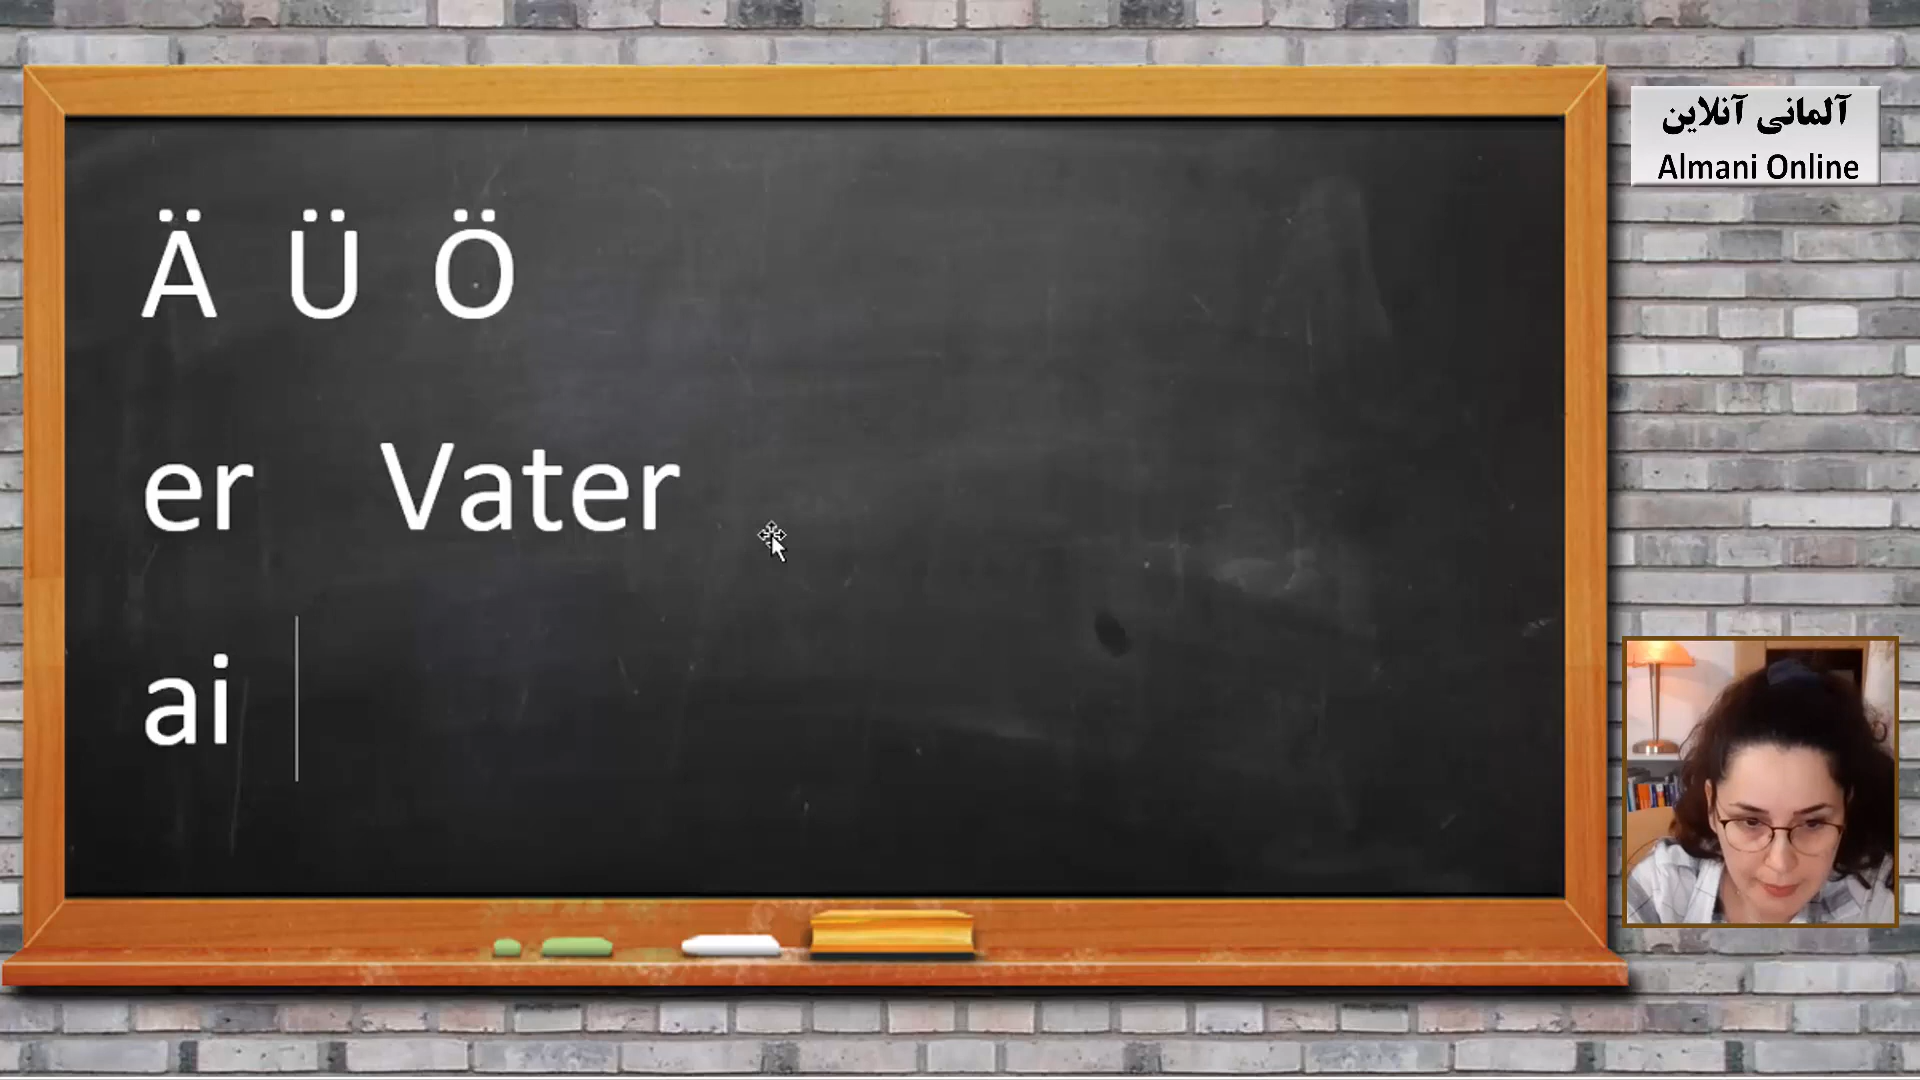 آلمانی آنلاین
Almani Online
Ä Ü Ö
er Vater
ai